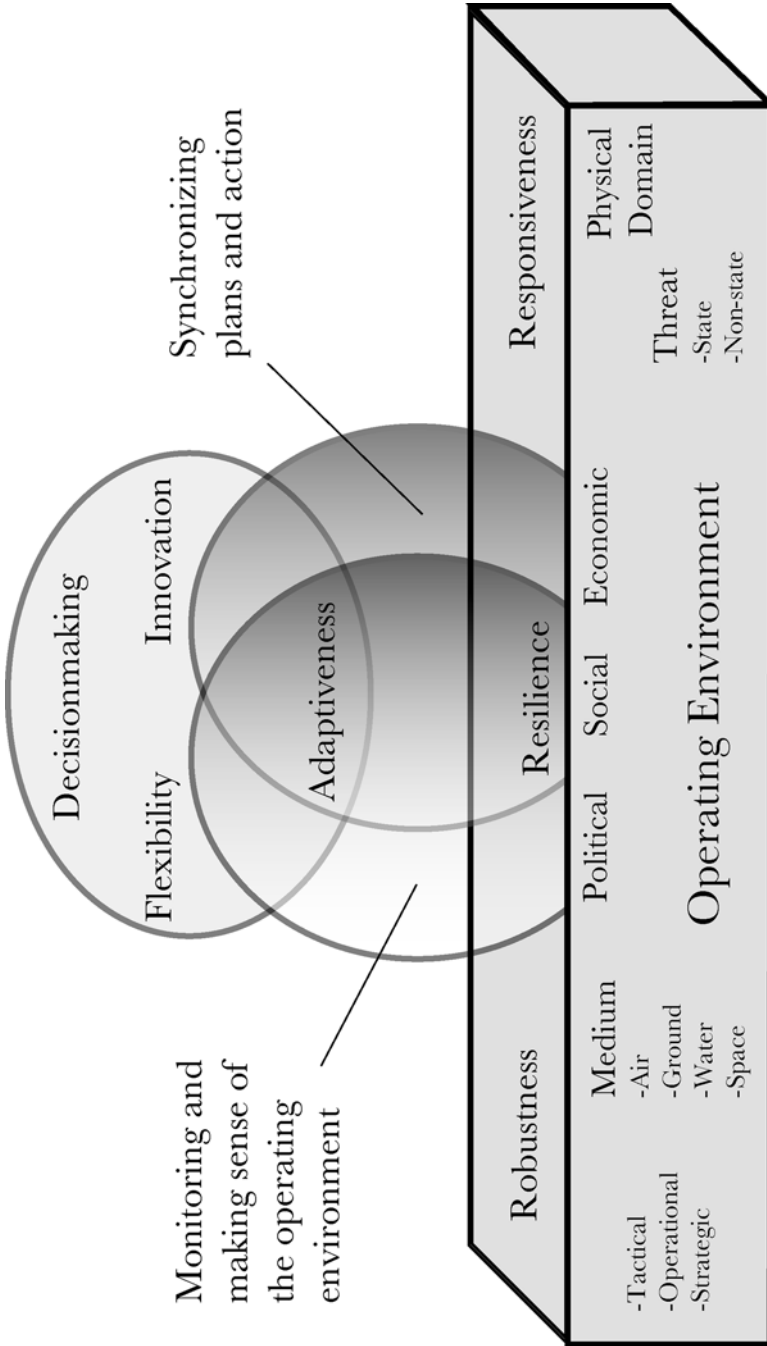 Decisionmaking
Flexibility
Innovation
Monitoring and
making sense of
the operating
environment
Synchronizing
plans and action
Adaptiveness
Robustness
Resilience
Responsiveness
-Tactical
-Operational
-Strategic
Medium
-Air
-Ground
-Water
-Space
Political
Social
Economic
Operating Environment
Threat
-State
-Non-state
Physical
Domain